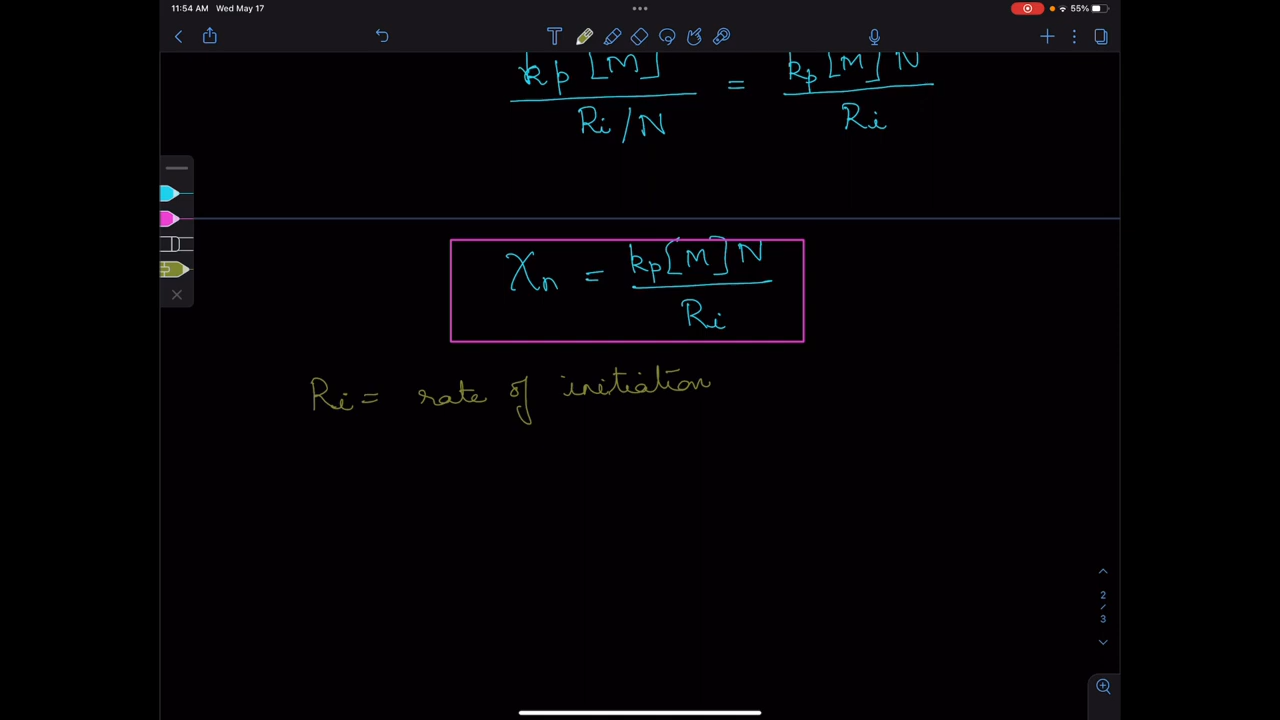 11:54 AM Wed May 17
55%
kp [M] / Ri/N = kp [M] N / Ri
Xn = kp[M] N / Ri
Ri = rate of initiation
2
/
3